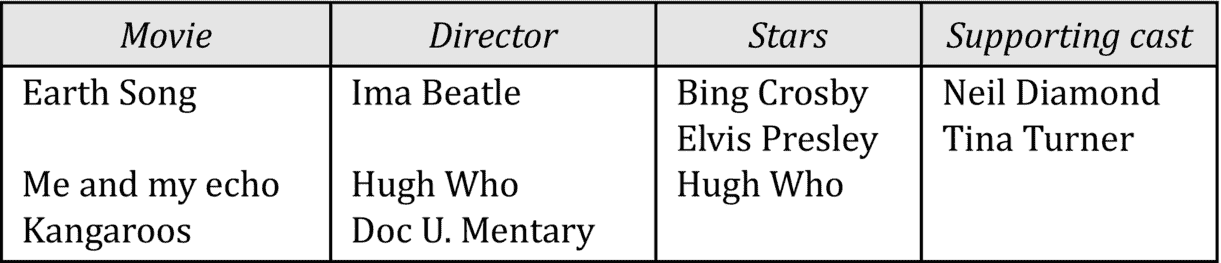 Movie Director Stars Supporting cast
Earth Song Ima Beatle Bing Crosby Neil Diamond
Elvis Presley Tina Turner
Me and my echo Hugh Who Hugh Who
Kangaroos Doc U. Mentary